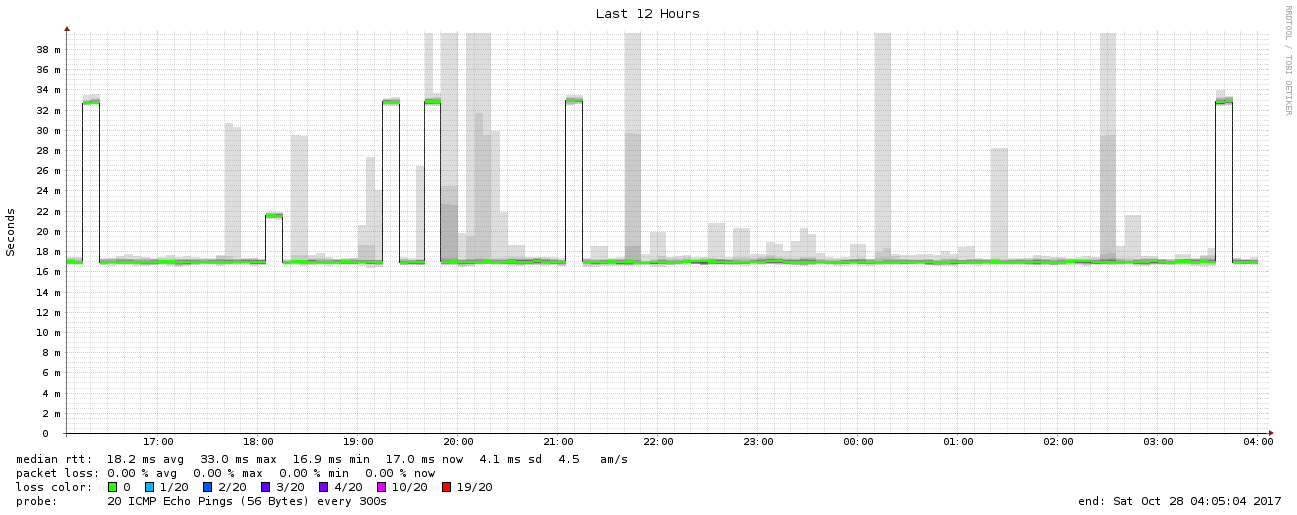 Last 12 Hours
RRDTOOL / TOBI OETIKER
Seconds
38 m
36 m
34 m
32 m
30 m
28 m
26 m
24 m
22 m
20 m
18 m
16 m
14 m
12 m
10 m
8 m
6 m
4 m
2 m
0
17:00 18:00 19:00 20:00 21:00 22:00 23:00 00:00 01:00 02:00 03:00 04:00
median rtt: 18.2 ms avg 33.0 ms max 16.9 ms min 17.0 ms now 4.1 ms sd 4.5 am/s
packet loss: 0.00 % avg 0.00 % max 0.00 % min 0.00 % now
loss color: 0 1/20 2/20 3/20 4/20 10/20 19/20
probe: 20 ICMP Echo Pings (56 Bytes) every 300s end: Sat Oct 28 04:05:04 2017